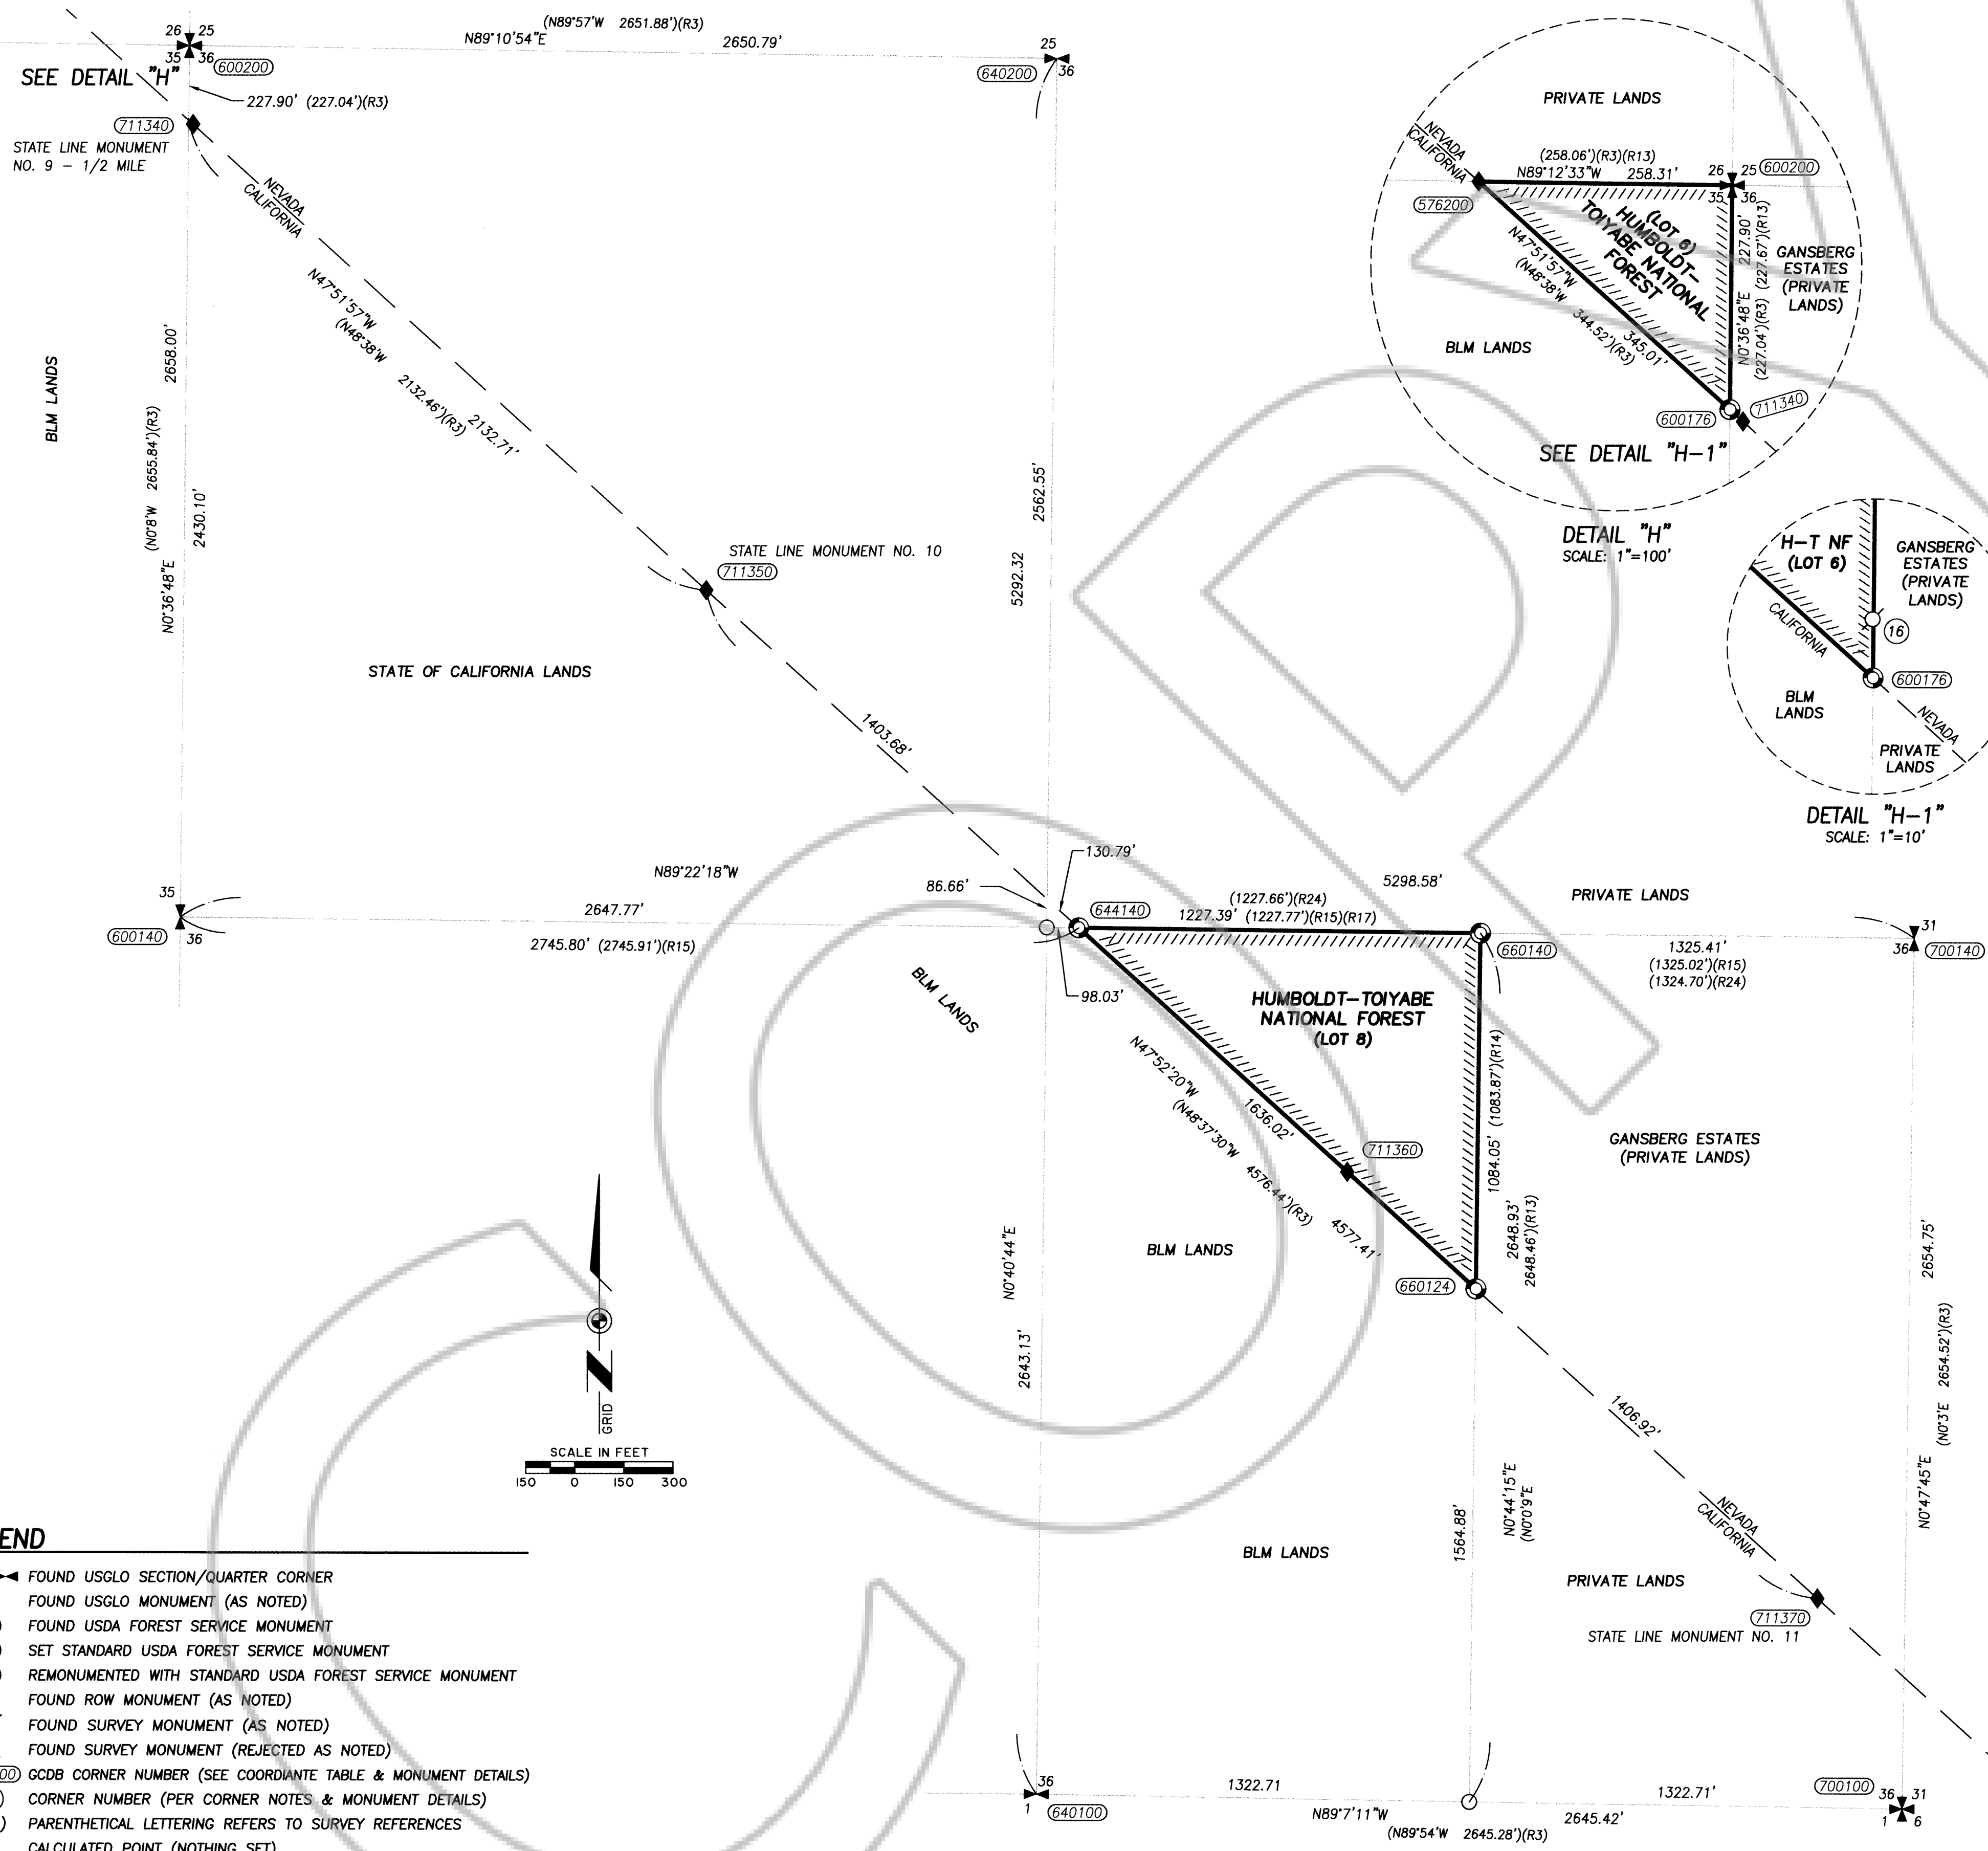 (N89°57'W 2651.88')(R3)
N89°10'54"E 2650.79'
26 25
35 36
600200
25
36
640200
SEE DETAIL "H"
227.90' (227.04')(R3)
711340
STATE LINE MONUMENT
NO. 9 - 1/2 MILE
NEVADA
CALIFORNIA
N47°51'57"W 2132.71'
(N48°38'W 2132.46')(R3)
BLM LANDS
2658.00'
(N0°8'W 2655.84')(R3)
N0°36'48"E
2430.10'
STATE LINE MONUMENT NO. 10
711350
STATE OF CALIFORNIA LANDS
2562.55'
5292.32
1403.68'
PRIVATE LANDS
NEVADA
CALIFORNIA
(258.06')(R3)(R13)
N89°12'33"W 258.31'
26 25
35 36
600200
576200
(LOT 6)
HUMBOLDT-
TOIYABE NATIONAL
FOREST
N47°51'57"W 345.01'
(N48°38'W 344.52')(R3)
N0°36'48"E 227.90'
(227.04')(R3) (227.67')(R13)
GANSBERG
ESTATES
(PRIVATE
LANDS)
BLM LANDS
600176
711340
SEE DETAIL "H-1"
DETAIL "H"
SCALE: 1"=100'
H-T NF
(LOT 6)
GANSBERG
ESTATES
(PRIVATE
LANDS)
16
CALIFORNIA
600176
BLM
LANDS
NEVADA
PRIVATE
LANDS
DETAIL "H-1"
SCALE: 1"=10'
130.79'
86.66'
N89°22'18"W
5298.58'
PRIVATE LANDS
35
36
600140
2647.77'
2745.80' (2745.91')(R15)
644140
(1227.66')(R24)
1227.39' (1227.77')(R15)(R17)
660140
1325.41'
(1325.02')(R15)
(1324.70')(R24)
31
36
700140
98.03'
BLM LANDS
HUMBOLDT-TOIYABE
NATIONAL FOREST
(LOT 8)
N47°52'20"W
1636.02'
(N48°37'30"W 4576.44')(R3)
4577.41'
711360
1084.05' (1083.87')(R14)
2648.93'
2648.46')(R13)
GANSBERG ESTATES
(PRIVATE LANDS)
BLM LANDS
660124
N0°40'44"E
2643.13'
2654.75'
(N0°3'E 2654.52')(R3)
N0°47'45"E
GRID
SCALE IN FEET
150 0 150 300
1406.92'
1564.88'
N0°44'15"E
(N0°0'9"E
NEVADA
CALIFORNIA
BLM LANDS
PRIVATE LANDS
711370
STATE LINE MONUMENT NO. 11
END
FOUND USGLO SECTION/QUARTER CORNER
FOUND USGLO MONUMENT (AS NOTED)
FOUND USDA FOREST SERVICE MONUMENT
SET STANDARD USDA FOREST SERVICE MONUMENT
REMONUMENTED WITH STANDARD USDA FOREST SERVICE MONUMENT
FOUND ROW MONUMENT (AS NOTED)
FOUND SURVEY MONUMENT (AS NOTED)
FOUND SURVEY MONUMENT (REJECTED AS NOTED)
00) GCDB CORNER NUMBER (SEE COORDIANTE TABLE & MONUMENT DETAILS)
) CORNER NUMBER (PER CORNER NOTES & MONUMENT DETAILS)
) PARENTHETICAL LETTERING REFERS TO SURVEY REFERENCES
CALCULATED POINT (NOTHING SET)
36
1
640100
1322.71
N89°7'11"W 2645.42'
(N89°54'W 2645.28')(R3)
1322.71'
700100
36 31
1 6
COP